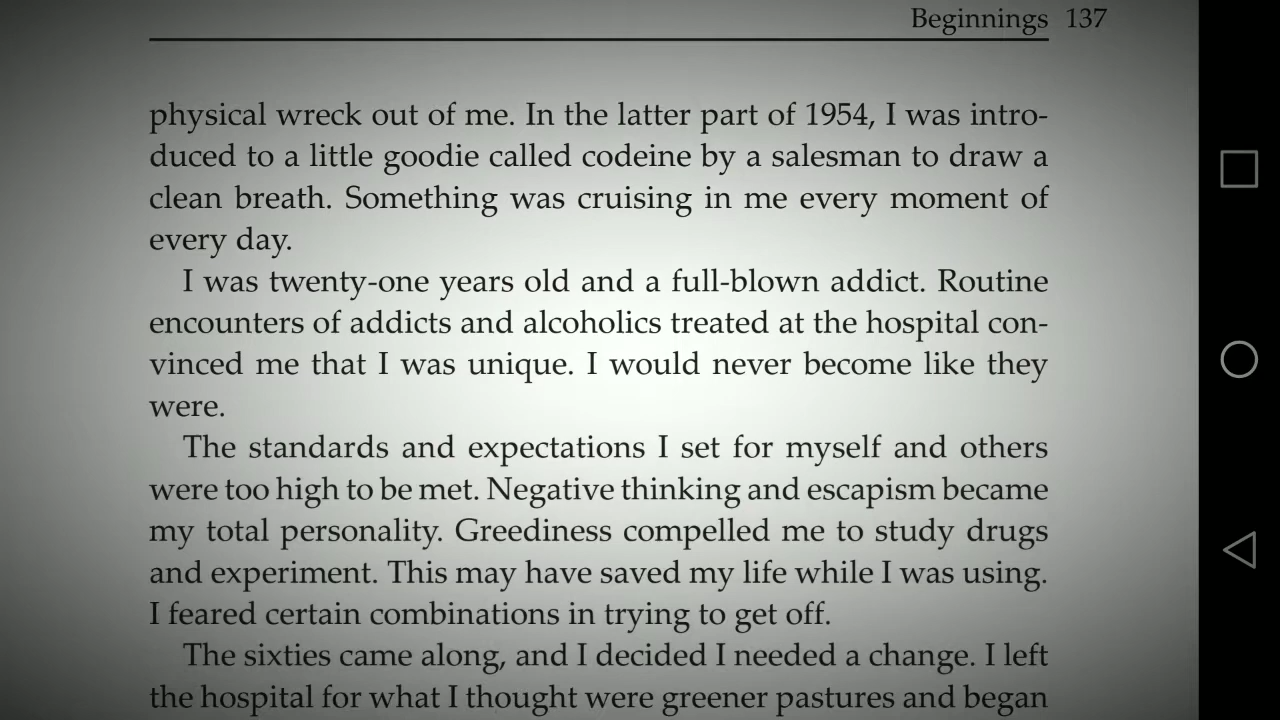 Beginnings 137
physical wreck out of me. In the latter part of 1954, I was intro-
duced to a little goodie called codeine by a salesman to draw a
clean breath. Something was cruising in me every moment of
every day.
I was twenty-one years old and a full-blown addict. Routine
encounters of addicts and alcoholics treated at the hospital con-
vinced me that I was unique. I would never become like they
were.
The standards and expectations I set for myself and others
were too high to be met. Negative thinking and escapism became
my total personality. Greediness compelled me to study drugs
and experiment. This may have saved my life while I was using.
I feared certain combinations in trying to get off.
The sixties came along, and I decided I needed a change. I left
the hospital for what I thought were greener pastures and began